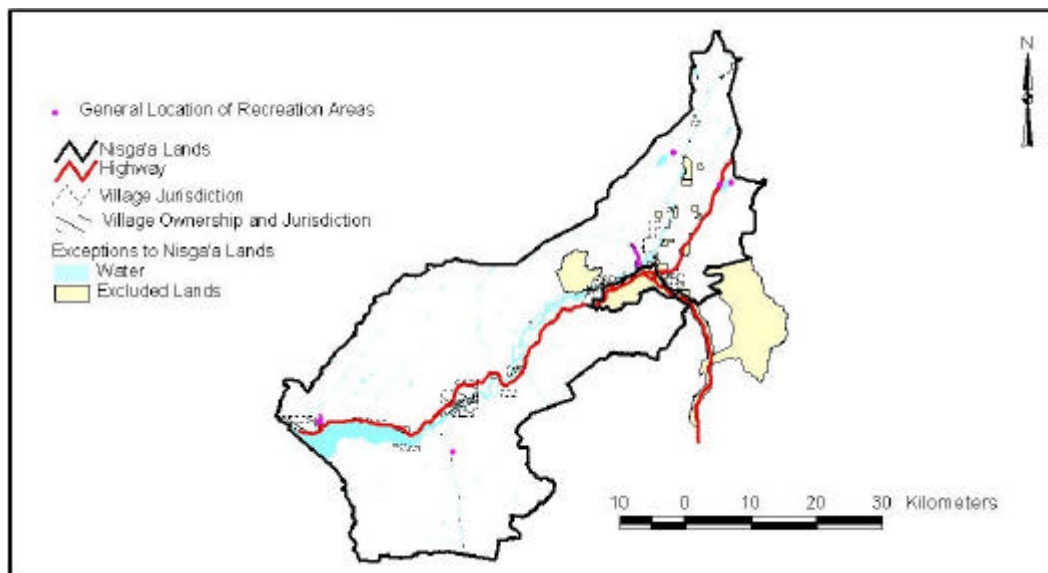 N
General Location of Recreation Areas
Nisga'a Lands
Highway
Village Jurisdiction
Village Ownership and Jurisdiction
Exceptions to Nisga'a Lands
Water
Excluded Lands
10 0 10 20 30 Kilometers